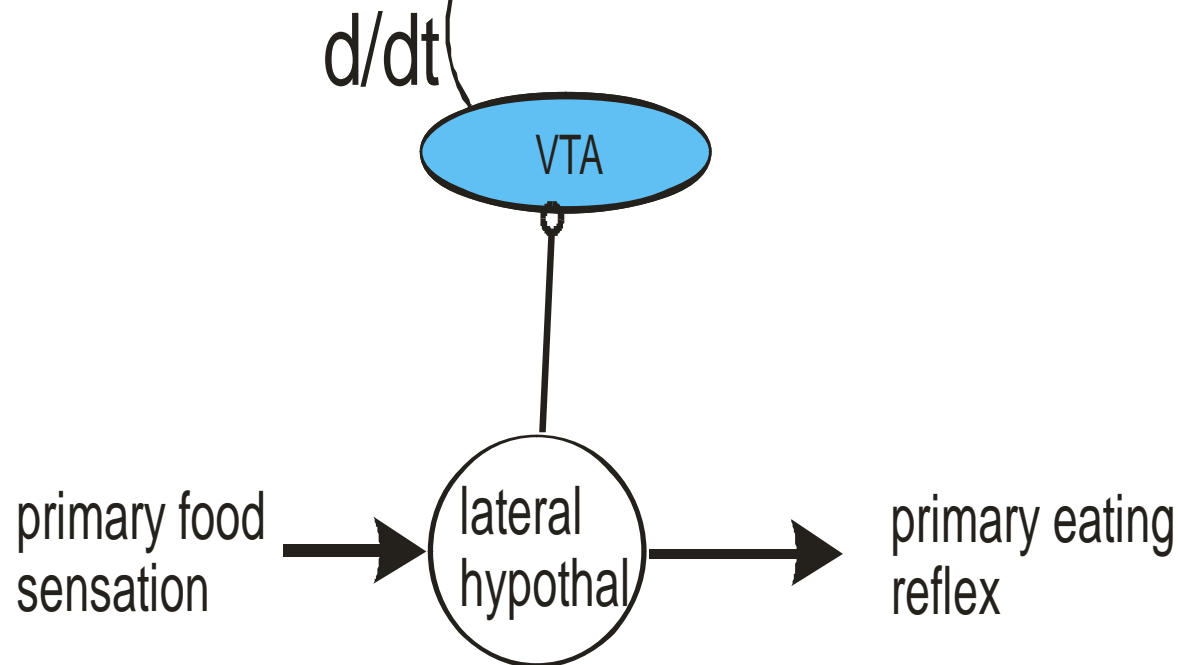 d/dt
VTA
primary food
sensation
lateral
hypothal
primary eating
reflex